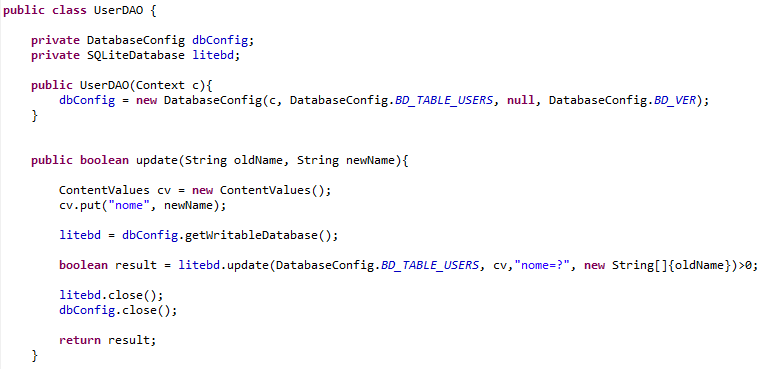 public class UserDAO {
private DatabaseConfig dbConfig;
private SQLiteDatabase litebd;
public UserDAO(Context c){
dbConfig = new DatabaseConfig(c, DatabaseConfig.BD_TABLE_USERS, null, DatabaseConfig.BD_VER);
}
public boolean update(String oldName, String newName){
ContentValues cv = new ContentValues();
cv.put("nome", newName);
litebd = dbConfig.getWritableDatabase();
boolean result = litebd.update(DatabaseConfig.BD_TABLE_USERS, cv,"nome=?", new String[]{oldName})>0;
litebd.close();
dbConfig.close();
return result;
}